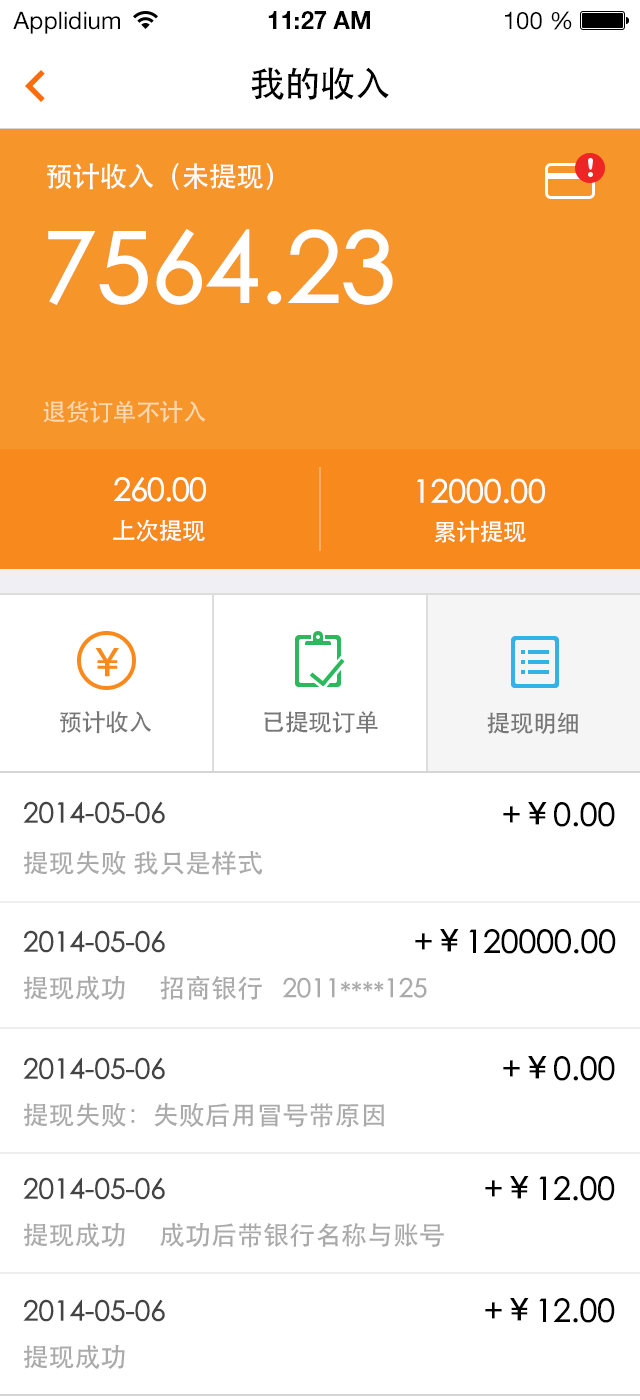 Applidium 11:27 AM 100 %
我的收入
预计收入（未提现）
!
7564.23
退货订单不计入
260.00 12000.00
上次提现 累计提现
¥
预计收入 已提现订单 提现明细
2014-05-06 +¥0.00
提现失败 我只是样式
2014-05-06 +¥120000.00
提现成功 招商银行 2011****125
2014-05-06 +¥0.00
提现失败：失败后用冒号带原因
2014-05-06 +¥12.00
提现成功 成功后带银行名称与账号
2014-05-06 +¥12.00
提现成功